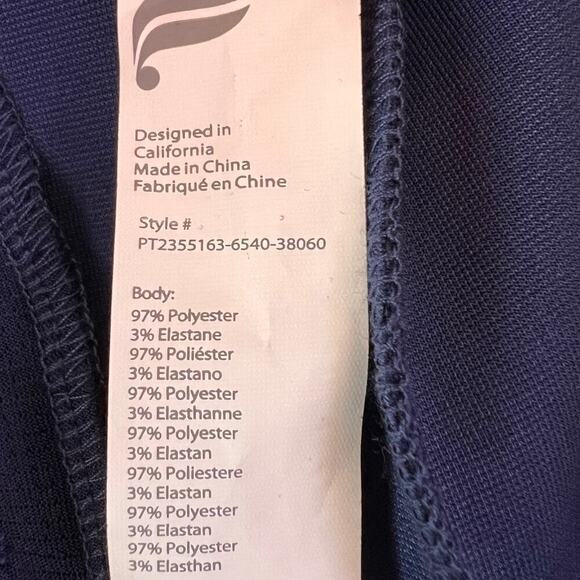 Designed in
California
Made in China
Fabriqué en Chine
Style #
PT2355163-6540-38060
Body:
97% Polyester
3% Elastane
97% Poliéster
3% Elastano
97% Polyester
3% Elasthanne
97% Polyester
3% Elastan
97% Poliestere
3% Elastan
97% Polyester
3% Elastan
97% Polyester
3% Elasthan